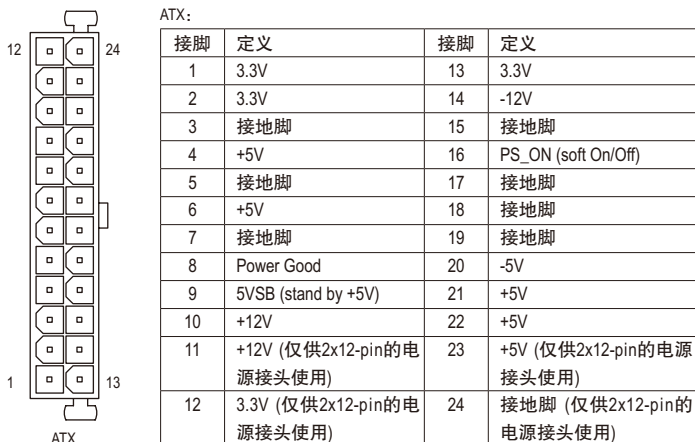 ATX:
12
24
1
13
ATX
接脚 定义 接脚 定义
1 3.3V 13 3.3V
2 3.3V 14 -12V
3 接地脚 15 接地脚
4 +5V 16 PS_ON (soft On/Off)
5 接地脚 17 接地脚
6 +5V 18 接地脚
7 接地脚 19 接地脚
8 Power Good 20 -5V
9 5VSB (stand by +5V) 21 +5V
10 +12V 22 +5V
11 +12V (仅供2x12-pin的电 23 +5V (仅供2x12-pin的电源
源接头使用) 接头使用)
12 3.3V (仅供2x12-pin的电 24 接地脚 (仅供2x12-pin的
源接头使用) 电源接头使用)